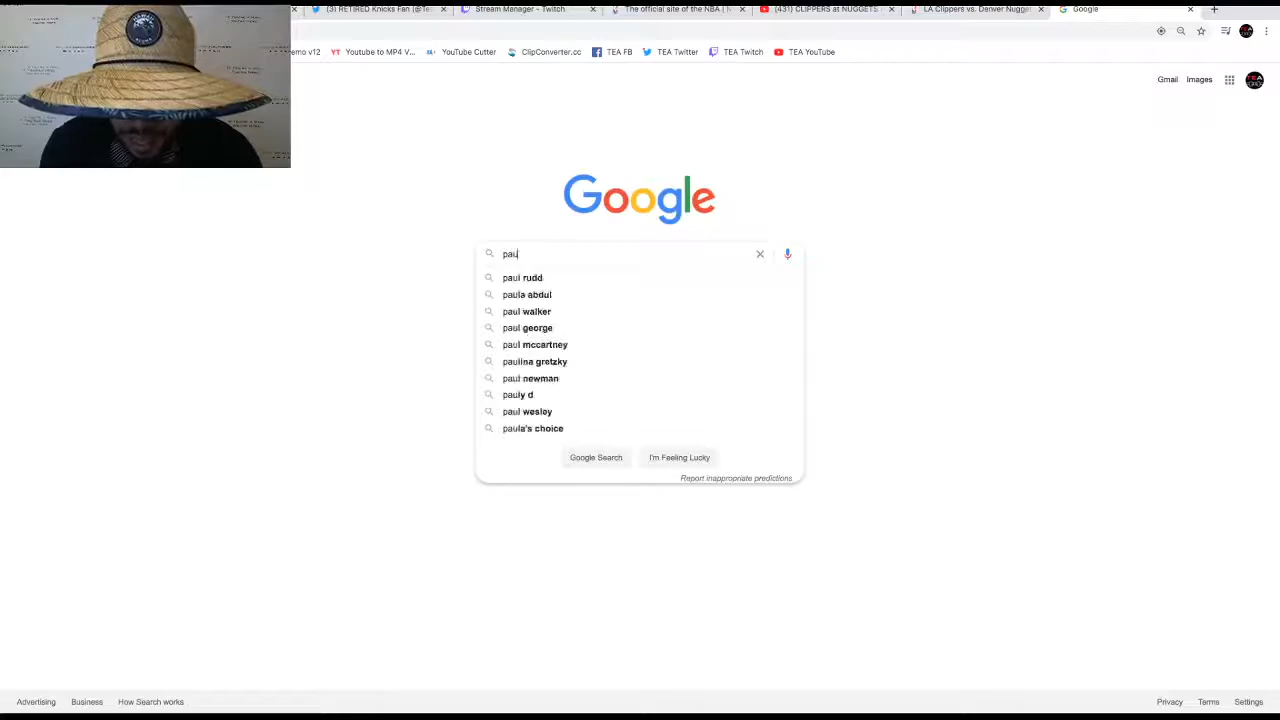 (3) RETIRED Knicks Fan (@Te
Stream Manager - Twitch
The official site of the NBA | N
(431) CLIPPERS at NUGGETS
LA Clippers vs. Denver Nugget
Google
emo v12
YT Youtube to MP4 V...
YouTube Cutter
ClipConverter.cc
TEA FB
TEA Twitter
TEA Twitch
TEA YouTube
Gmail Images
Google
pau
paul rudd
paula abdul
paul walker
paul george
paul mccartney
paulina gretzky
paul newman
pauly d
paul wesley
paula's choice
Google Search I'm Feeling Lucky
Report inappropriate predictions
Advertising Business How Search works Privacy Terms Settings